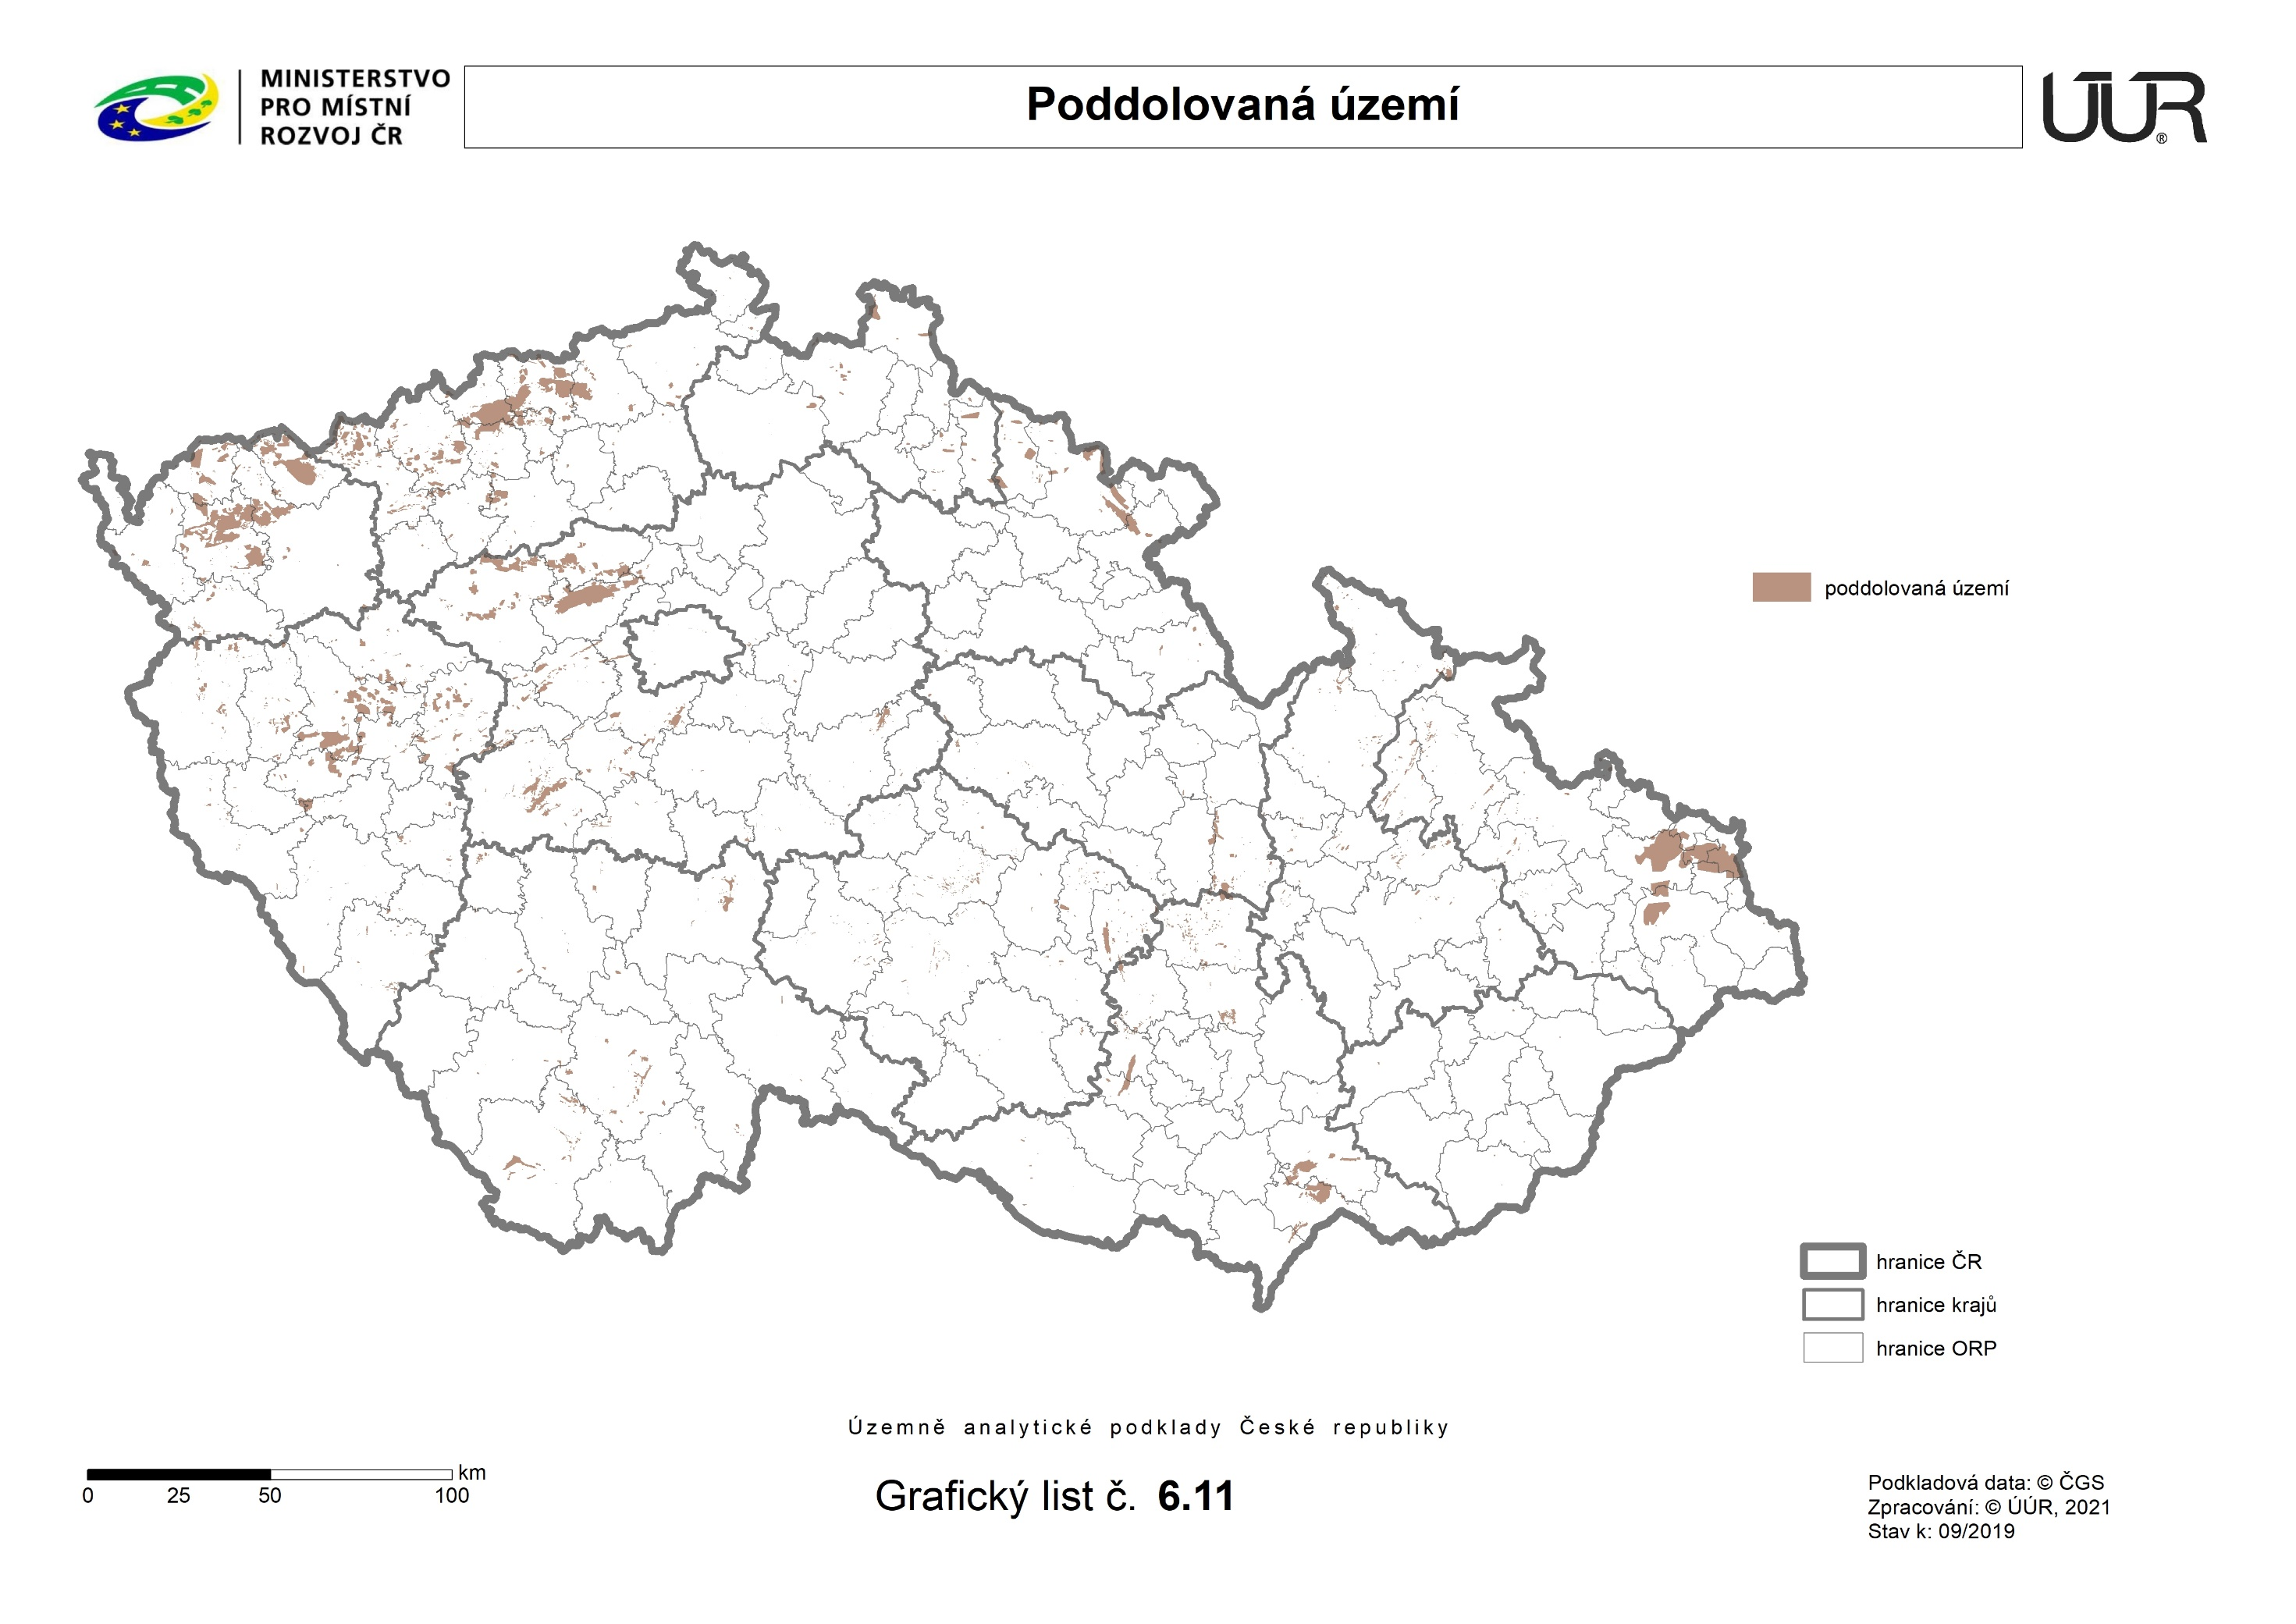 MINISTERSTVO
PRO MÍSTNÍ
ROZVOJ ČR
Poddolovaná území
ÚÚR®
poddolovaná území
hranice ČR
hranice krajů
hranice ORP
Územně analytické podklady České republiky
km
0 25 50 100
Grafický list č. 6.11
Podkladová data: © ČGS
Zpracování: © ÚÚR, 2021
Stav k: 09/2019